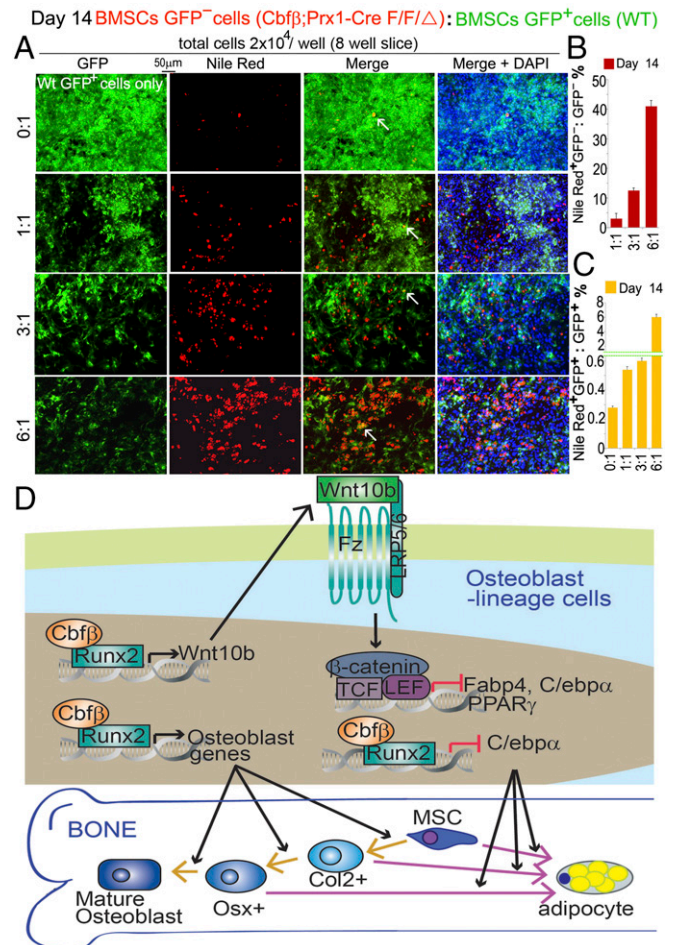 Day 14 BMSCs GFP⁻cells (Cbfβ;Prx1-Cre F/F/△):BMSCs GFP⁺cells (WT)
A
total cells 2x10⁴/ well (8 well slice)
GFP 50µm Nile Red Merge Merge + DAPI
Wt GFP⁺cells only
0:1
1:1
3:1
6:1
B
Day 14
Nile Red⁺GFP⁻: GFP⁻ %
50
40
30
20
10
0
1:1
3:1
6:1
C
Day 14
Nile Red⁺GFP⁺ : GFP⁺ %
8
6
4
2
0.6
0.4
0.2
0
0:1
1:1
3:1
6:1
D
Wnt10b
LRP5/6
Fz
Osteoblast
-lineage cells
Cbfβ
Runx2
Wnt10b
β-catenin
TCF LEF
Fabp4, C/ebpα
PPARγ
Cbfβ
Runx2
Osteoblast
genes
Cbfβ
Runx2
C/ebpα
BONE
MSC
Col2+
Osx+
Mature
Osteoblast
adipocyte